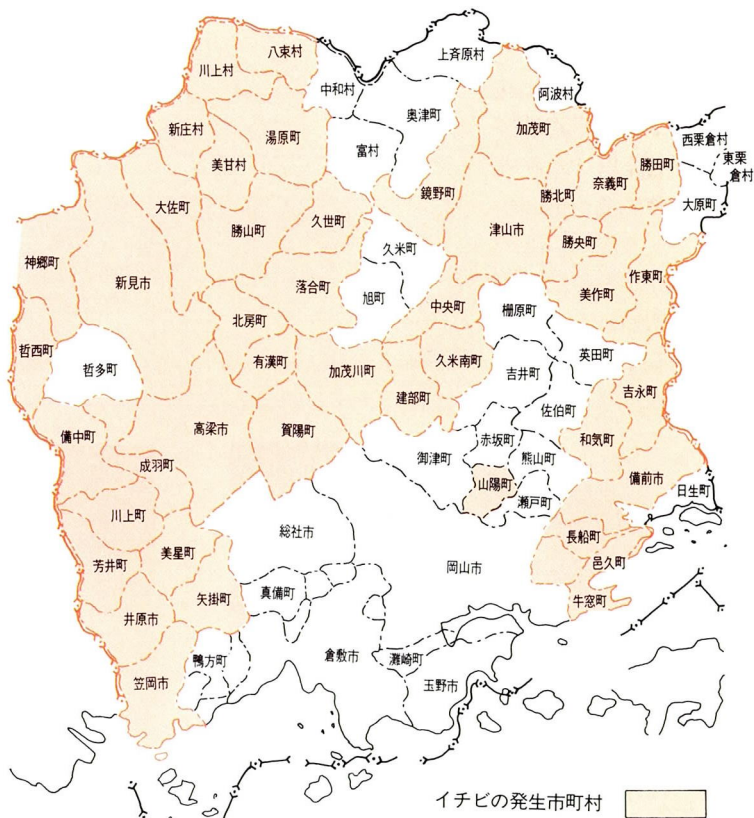 八束村
川上村
上斉原村
中和村
阿波村
奥津町
新庄村
湯原町
加茂町
西栗倉村
富村
東栗
倉村
美甘村
勝田町
奈義町
鏡野町
勝北町
大原町
大佐町
久世町
勝山町
津山市
久米町
勝央町
神郷町
新見市
作東町
落合町
旭町
美作町
中央町
柵原町
北房町
哲西町
英田町
有漢町
久米南町
哲多町
加茂川町
吉井町
吉永町
建部町
佐伯町
備中町
高梁市
賀陽町
赤坂町
和気町
御津町
熊山町
成羽町
備前市
山陽町
日生町
瀬戸町
川上町
総社市
長船町
美星町
芳井町
岡山市
邑久町
矢掛町
真備町
牛窓町
井原市
倉敷市
灘崎町
鴨方町
笠岡市
玉野市
イチビの発生市町村